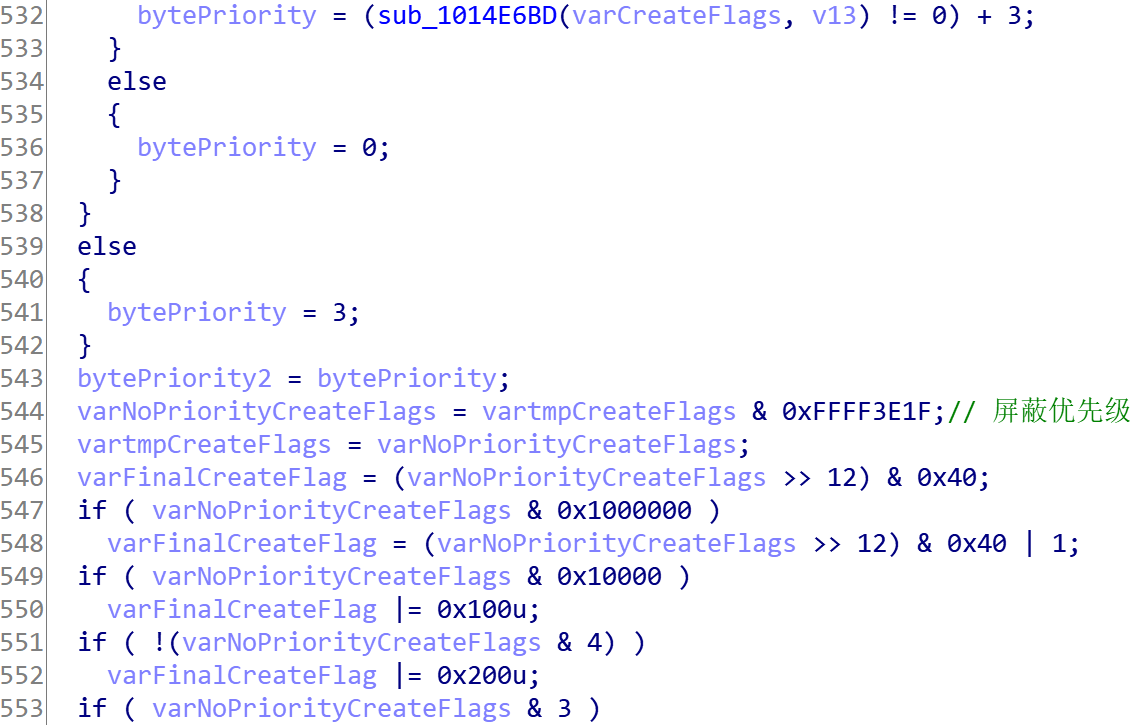 532 bytePriority = (sub_1014E6BD(varCreateFlags, v13) != 0) + 3;
533 }
534 else
535 {
536 bytePriority = 0;
537 }
538 }
539 else
540 {
541 bytePriority = 3;
542 }
543 bytePriority2 = bytePriority;
544 varNoPriorityCreateFlags = vartmpCreateFlags & 0xFFFF3E1F;// 屏蔽优先级
545 vartmpCreateFlags = varNoPriorityCreateFlags;
546 varFinalCreateFlag = (varNoPriorityCreateFlags >> 12) & 0x40;
547 if ( varNoPriorityCreateFlags & 0x1000000 )
548 varFinalCreateFlag = (varNoPriorityCreateFlags >> 12) & 0x40 | 1;
549 if ( varNoPriorityCreateFlags & 0x10000 )
550 varFinalCreateFlag |= 0x100u;
551 if ( !(varNoPriorityCreateFlags & 4) )
552 varFinalCreateFlag |= 0x200u;
553 if ( varNoPriorityCreateFlags & 3 )